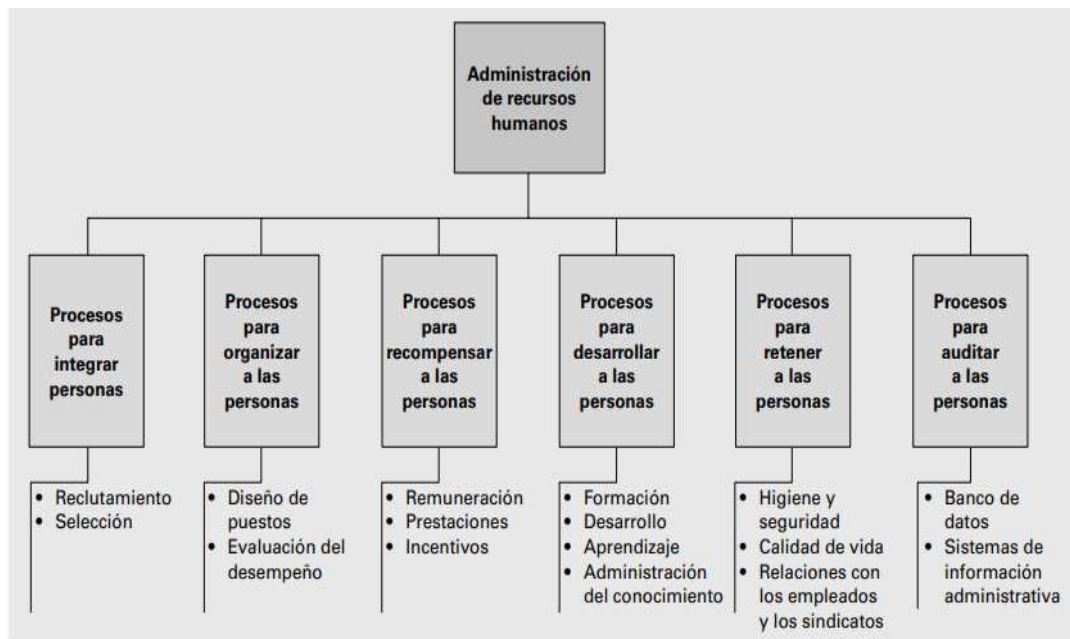 Administración
de recursos
humanos
Procesos
para
integrar
personas
Procesos
para
organizar
a las
personas
Procesos
para
recompensar
a las
personas
Procesos
para
desarrollar
a las
personas
Procesos
para
retener
a las
personas
Procesos
para
auditar
a las
personas
• Reclutamiento
• Selección
• Diseño de
puestos
• Evaluación del
desempeño
• Remuneración
• Prestaciones
• Incentivos
• Formación
• Desarrollo
• Aprendizaje
• Administración
del conocimiento
• Higiene y
seguridad
• Calidad de vida
• Relaciones con
los empleados
y los sindicatos
• Banco de
datos
• Sistemas de
información
administrativa